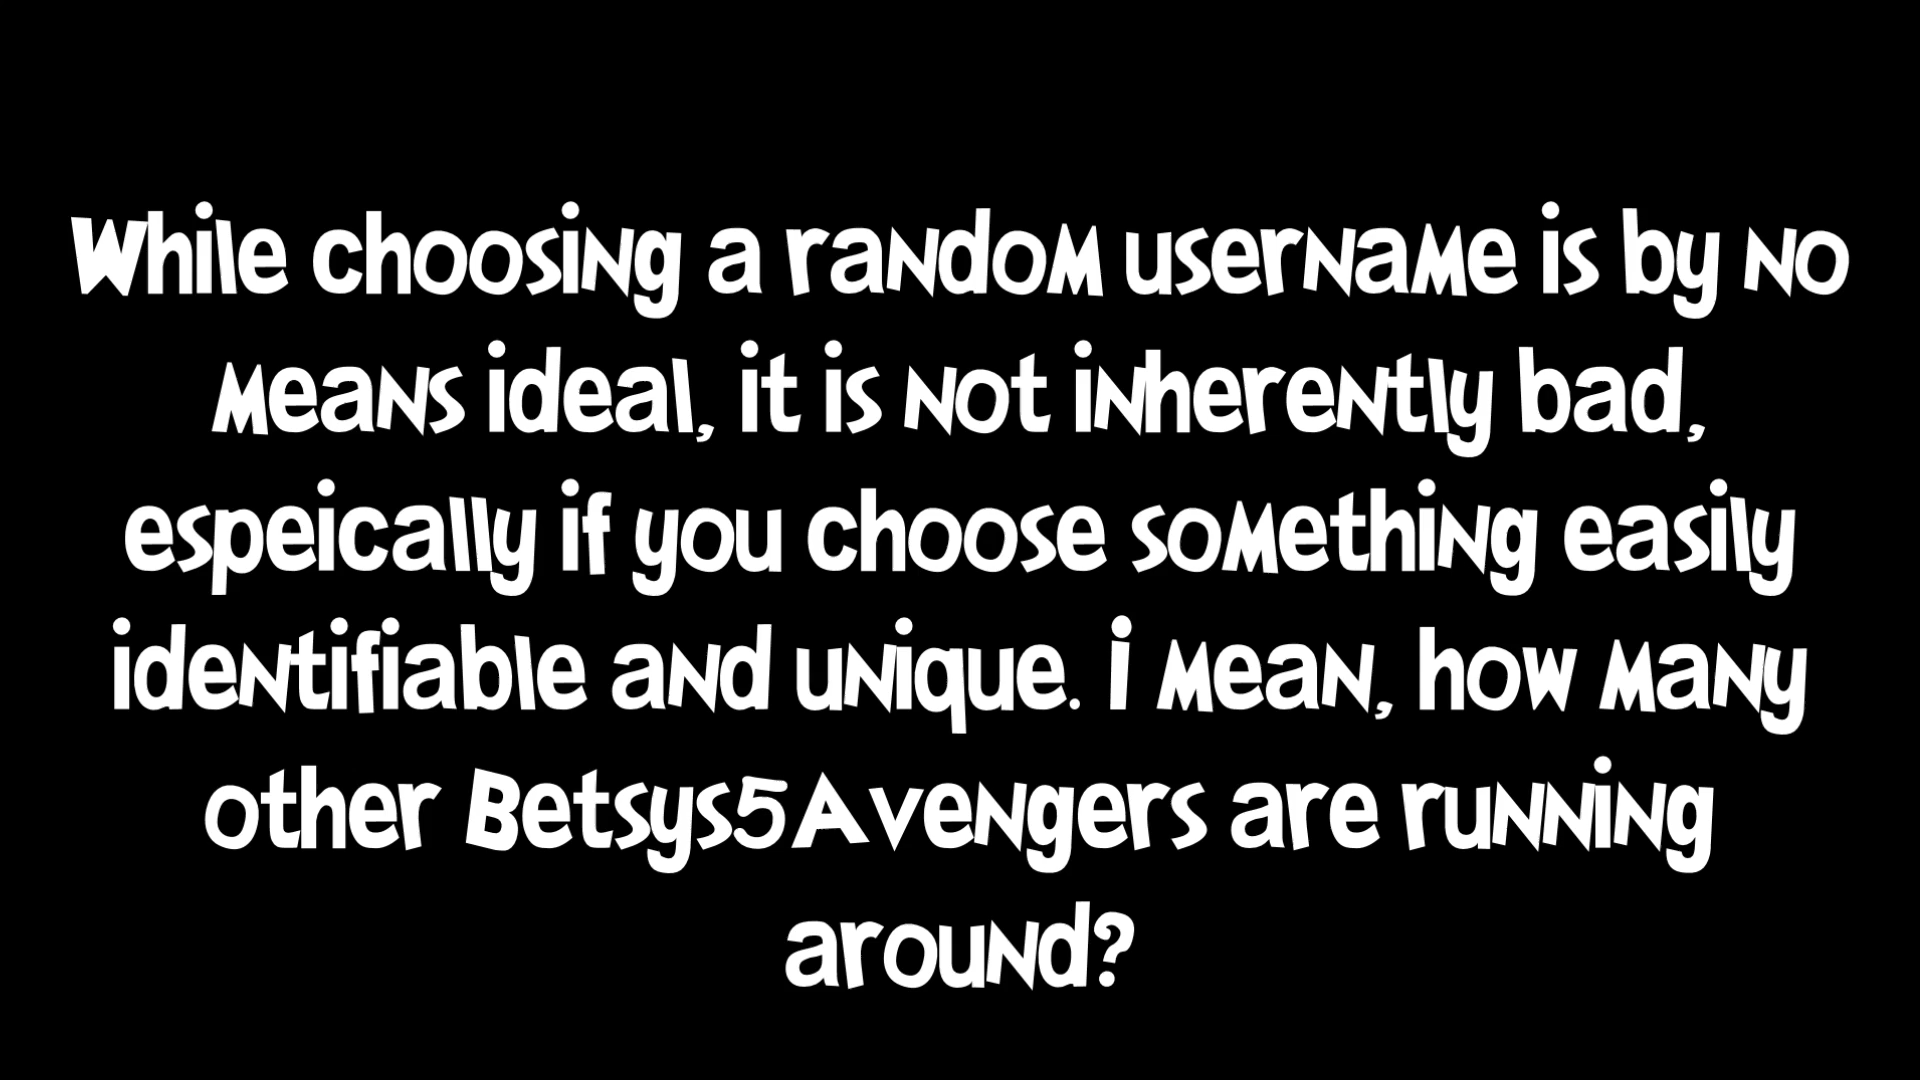 While choosing a random username is by no
means ideal, it is not inherently bad,
espeically if you choose something easily
identifiable and unique. I mean, how many
other Betsys5Avengers are running
around?